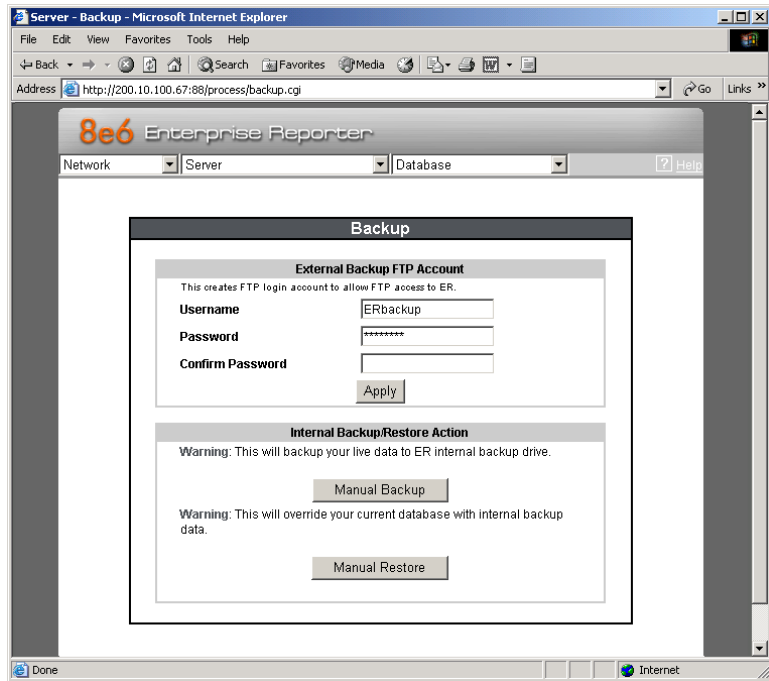 Server - Backup - Microsoft Internet Explorer
File Edit View Favorites Tools Help
Back Search Favorites Media
Address http://200.10.100.67:88/process/backup.cgi Go Links »
8e6 Enterprise Reporter
Network Server Database ? Help
Backup
External Backup FTP Account
This creates FTP login account to allow FTP access to ER.
Username ERbackup
Password ********
Confirm Password
Apply
Internal Backup/Restore Action
Warning: This will backup your live data to ER internal backup drive.
Manual Backup
Warning: This will override your current database with internal backup
data.
Manual Restore
Done Internet